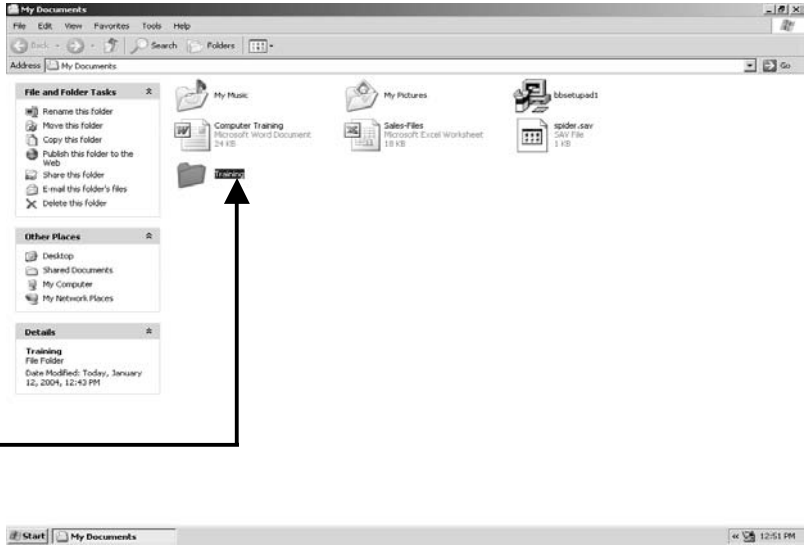 My Documents
File Edit View Favorites Tools Help
Back Search Folders
Address My Documents Go
File and Folder Tasks
Rename this folder
Move this folder
Copy this folder
Publish this folder to the
Web
Share this folder
E-mail this folder's files
Delete this folder
Other Places
Desktop
Shared Documents
My Computer
My Network Places
Details
Training
File Folder
Date Modified: Today, January
12, 2004, 12:43 PM
My Music
My Pictures
bbsetupad1
Computer Training
Microsoft Word Document
24 KB
Sales-Files
Microsoft Excel Worksheet
18 KB
spider.sav
SAV File
1 KB
Training
Start My Documents 12:51 PM